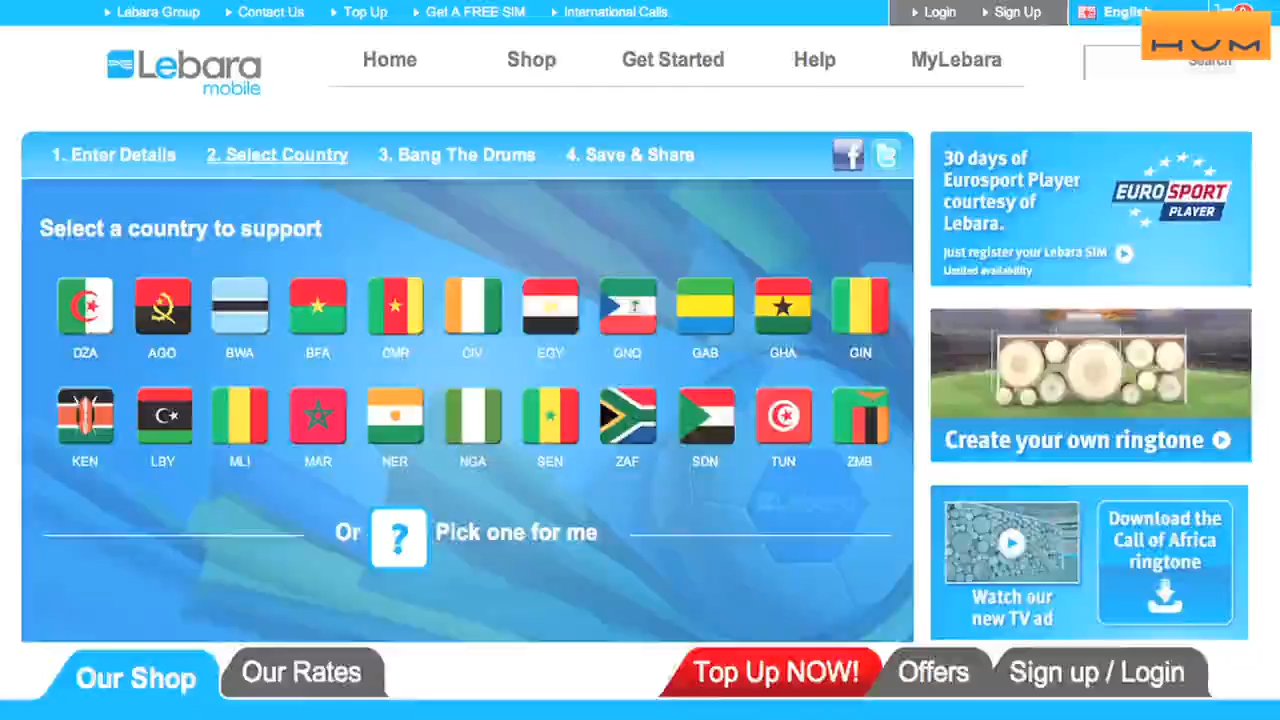 Lebara Group
Contact Us
Top Up
Get A FREE SIM
International Calls
Login
Sign Up
English
HUM
Lebara
mobile
Home
Shop
Get Started
Help
MyLebara
Search
1. Enter Details
2. Select Country
3. Bang The Drums
4. Save & Share
Select a country to support
DZA
AGO
BWA
BFA
CMR
CIV
EGY
GNQ
GAB
GHA
GIN
KEN
LBY
MLI
MAR
NER
NGA
SEN
ZAF
SDN
TUN
ZMB
Or ? Pick one for me
30 days of
Eurosport Player
courtesy of
Lebara.
Just register your Lebara SIM
Limited availability
EUROSPORT
PLAYER
Create your own ringtone
Watch our
new TV ad
Download the
Call of Africa
ringtone
Our Shop
Our Rates
Top Up NOW!
Offers
Sign up / Login